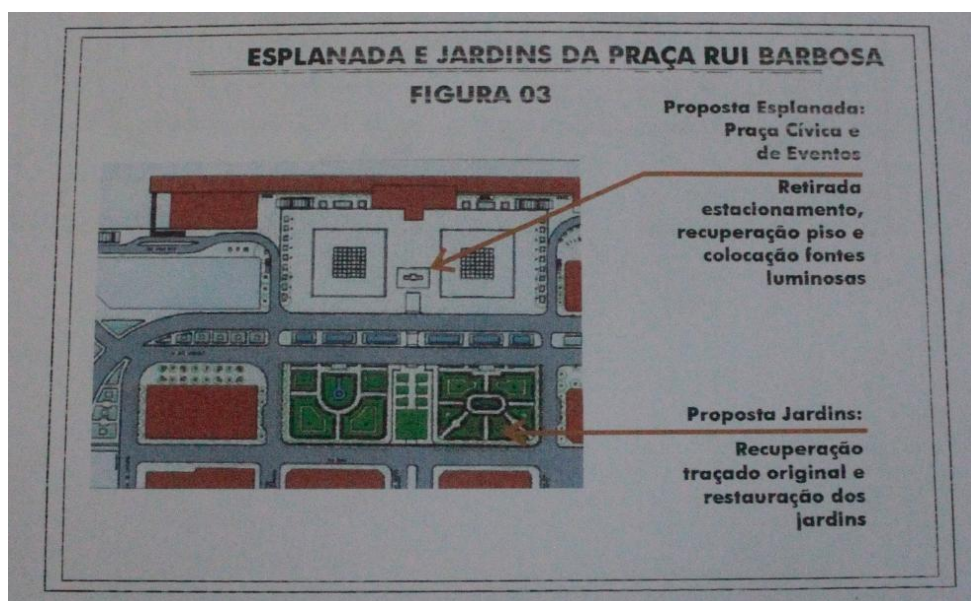 ESPLANADA E JARDINS DA PRAÇA RUI BARBOSA
FIGURA 03
Proposta Esplanada:
Praça Cívica e
de Eventos
Retirada
estacionamento,
recuperação piso e
colocação fontes
luminosas
Proposta Jardins:
Recuperação
traçado original e
restauração dos
jardins